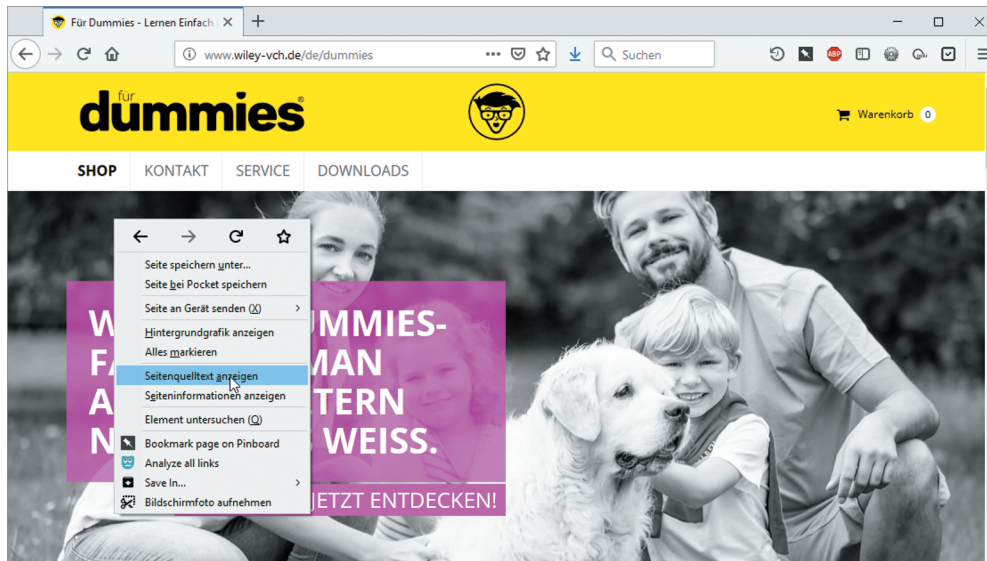 Für Dummies - Lernen Einfach
www.wiley-vch.de/de/dummies
Suchen
ABP
für
dummies®
Warenkorb 0
SHOP KONTAKT SERVICE DOWNLOADS
Seite speichern unter...
Seite bei Pocket speichern
Seite an Gerät senden (X)
Hintergrundgrafik anzeigen
Alles markieren
Seitenquelltext anzeigen
Seiteninformationen anzeigen
Element untersuchen (Q)
Bookmark page on Pinboard
Analyze all links
Save In...
Bildschirmfoto aufnehmen
W UMMIES-
FA MAN
A TERN
N WEISS.
JETZT ENTDECKEN!